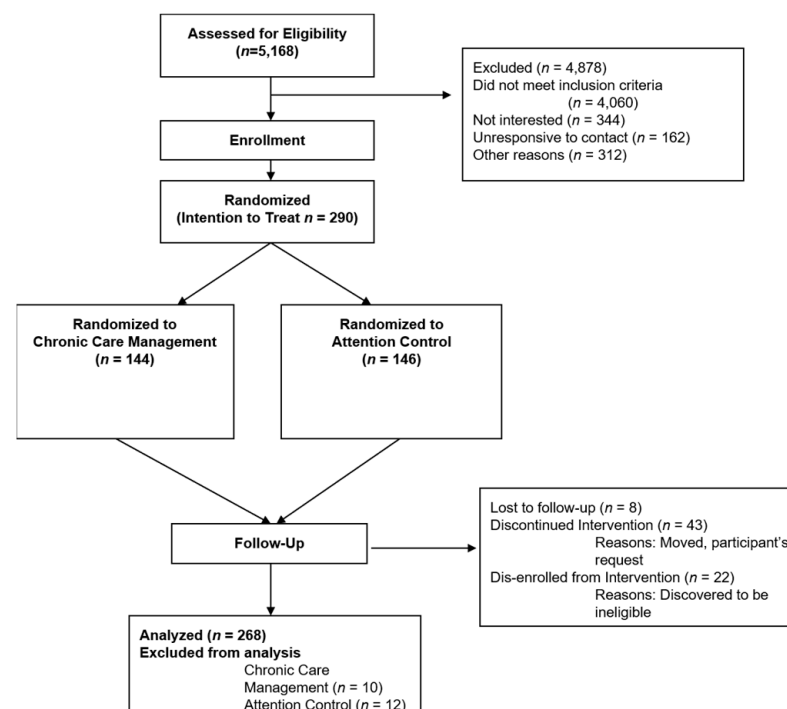 Assessed for Eligibility
(n=5,168)
Excluded (n = 4,878)
Did not meet inclusion criteria
(n = 4,060)
Not interested (n = 344)
Unresponsive to contact (n = 162)
Other reasons (n = 312)
Enrollment
Randomized
(Intention to Treat n = 290)
Randomized to
Chronic Care Management
(n = 144)
Randomized to
Attention Control
(n = 146)
Follow-Up
Lost to follow-up (n = 8)
Discontinued Intervention (n = 43)
Reasons: Moved, participant's
request
Dis-enrolled from Intervention (n = 22)
Reasons: Discovered to be
ineligible
Analyzed (n = 268)
Excluded from analysis
Chronic Care
Management (n = 10)
Attention Control (n = 12)